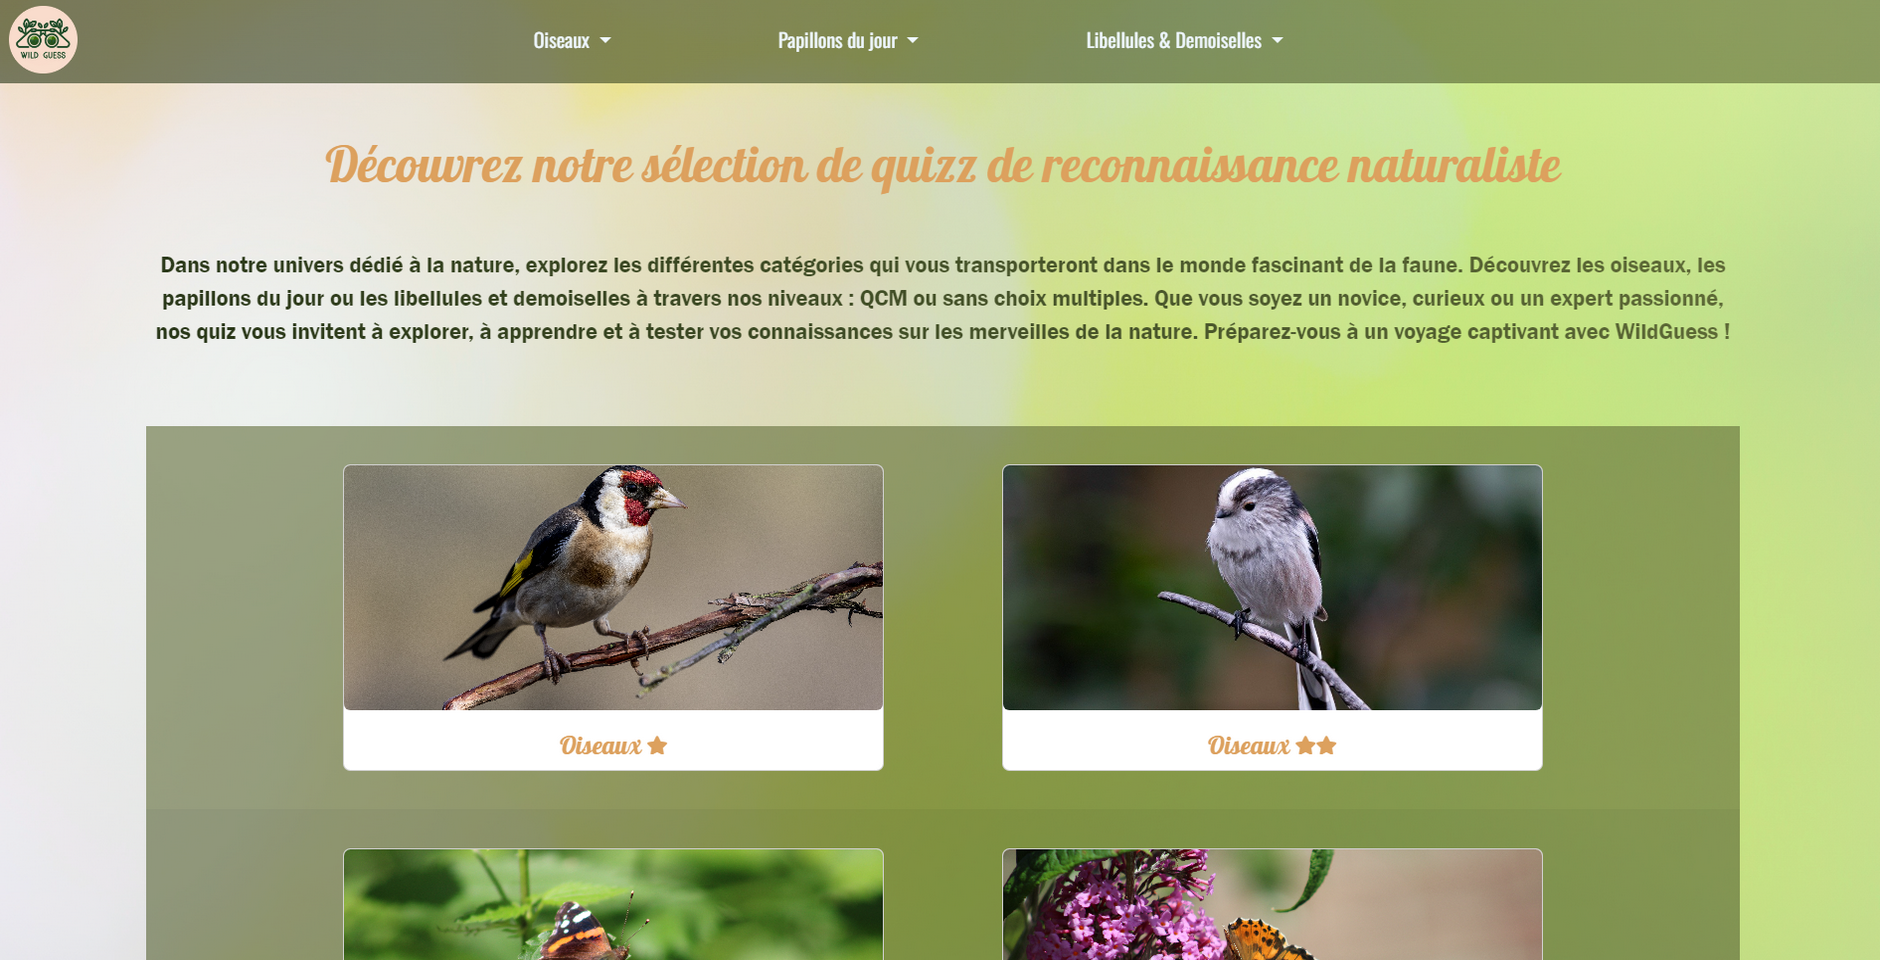 WILD GUESS
Oiseaux
Papillons du jour
Libellules & Demoiselles
Découvrez notre sélection de quizz de reconnaissance naturaliste
Dans notre univers dédié à la nature, explorez les différentes catégories qui vous transporteront dans le monde fascinant de la faune. Découvrez les oiseaux, les
papillons du jour ou les libellules et demoiselles à travers nos niveaux : QCM ou sans choix multiples. Que vous soyez un novice, curieux ou un expert passionné,
nos quiz vous invitent à explorer, à apprendre et à tester vos connaissances sur les merveilles de la nature. Préparez-vous à un voyage captivant avec WildGuess !
Oiseaux
Oiseaux